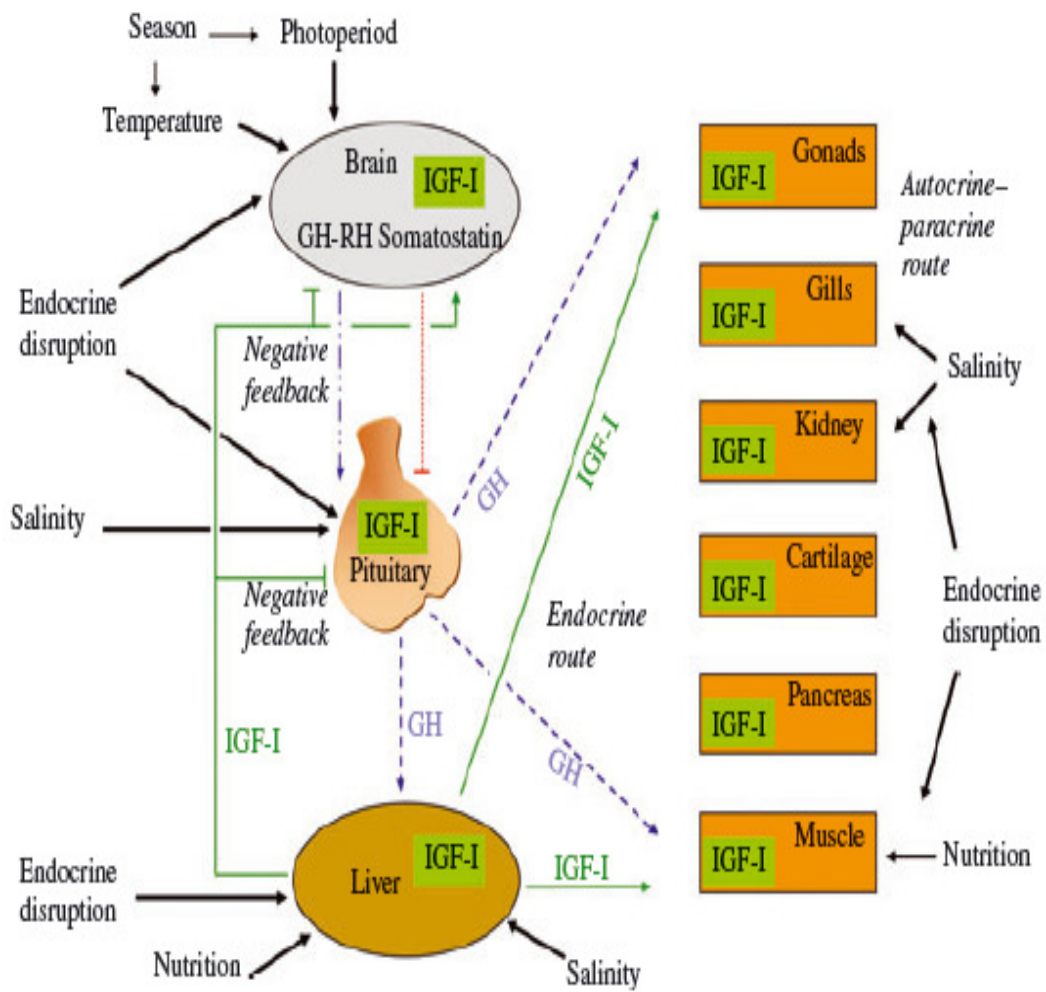 Season
Photoperiod
Temperature
Brain
IGF-I
GH-RH Somatostatin
Endocrine
disruption
Negative
feedback
Salinity
IGF-I
Pituitary
Negative
feedback
GH
IGF-I
Endocrine
route
GH
GH
IGF-I
IGF-I
Liver
IGF-I
Endocrine
disruption
Nutrition
Salinity
Gonads
IGF-I
Autocrine–
paracrine
route
Gills
IGF-I
Salinity
Kidney
IGF-I
Cartilage
IGF-I
Endocrine
disruption
Pancreas
IGF-I
Muscle
IGF-I
Nutrition